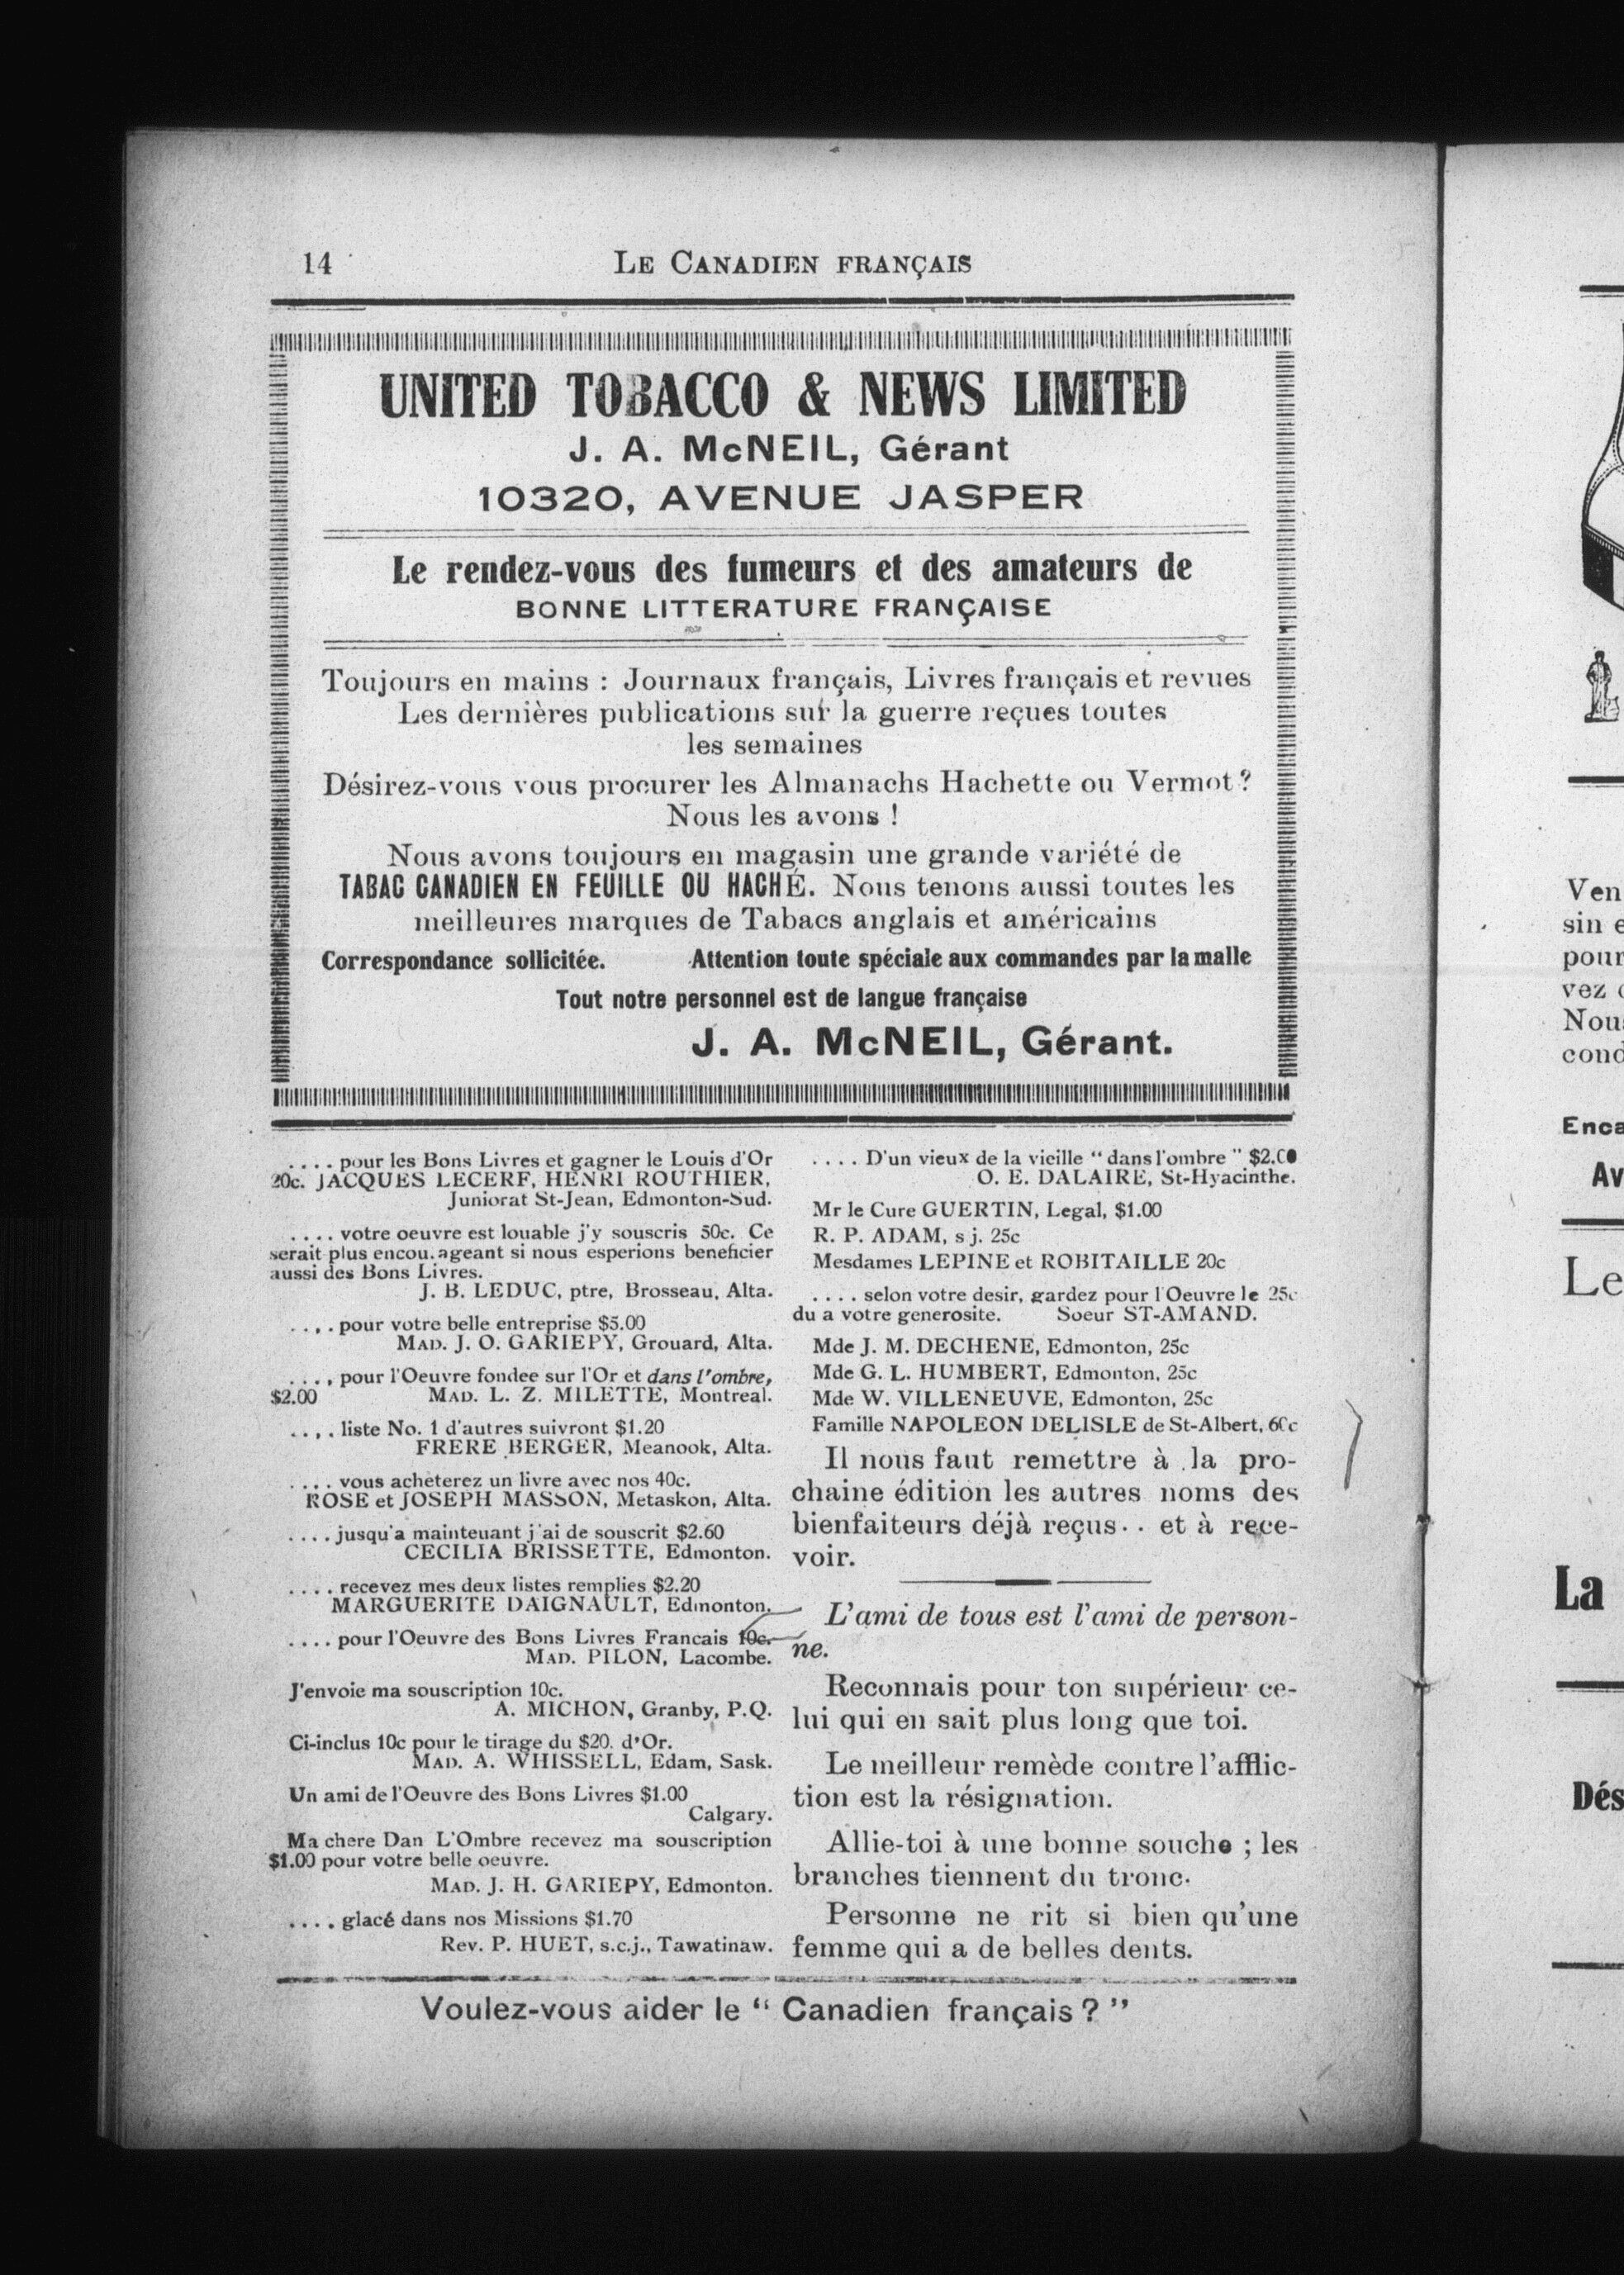 14
LE CANADIEN FRANÇAIS
UNITED TOBACCO & NEWS LIMITED
J. A. McNEIL, Gérant
10320, AVENUE JASPER
Le rendez-vous des fumeurs et des amateurs de
BONNE LITTERATURE FRANÇAISE
Toujours en mains : Journaux français, Livres français et revues
Les dernières publications sur la guerre reçues toutes
les semaines
Désirez-vous vous procurer les Almanachs Hachette ou Vermot ?
Nous les avons !
Nous avons toujours en magasin une grande variété de
TABAC CANADIEN EN FEUILLE OU HACHÉ. Nous tenons aussi toutes les
meilleures marques de Tabacs anglais et américains
Correspondance sollicitée. Attention toute spéciale aux commandes par la malle
Tout notre personnel est de langue française
J. A. McNEIL, Gérant.
.... pour les Bons Livres et gagner le Louis d'Or
20c. JACQUES LECERF, HENRI ROUTHIER,
Juniorat St-Jean, Edmonton-Sud.
.... votre oeuvre est louable j'y souscris 50c. Ce
serait plus encou.ageant si nous esperions beneficier
aussi des Bons Livres.
J. B. LEDUC, ptre, Brosseau, Alta.
.... pour votre belle entreprise $5.00
MAD. J. O. GARIEPY, Grouard, Alta.
...., pour l'Oeuvre fondee sur l'Or et dans l'ombre,
$2.00 MAD. L. Z. MILETTE, Montreal.
.... liste No. 1 d'autres suivront $1.20
FRERE BERGER, Meanook, Alta.
.... vous acheterez un livre avec nos 40c.
ROSE et JOSEPH MASSON, Metaskon, Alta.
.... jusqu'a maintenant j'ai de souscrit $2.60
CECILIA BRISSETTE, Edmonton.
.... recevez mes deux listes remplies $2.20
MARGUERITE DAIGNAULT, Edmonton.
.... pour l'Oeuvre des Bons Livres Francais 10c.
MAD. PILON, Lacombe.
J'envoie ma souscription 10c.
A. MICHON, Granby, P.Q.
Ci-inclus 10c pour le tirage du $20. d'Or.
MAD. A. WHISSELL, Edam, Sask.
Un ami de l'Oeuvre des Bons Livres $1.00
Calgary.
Ma chere Dan L'Ombre recevez ma souscription
$1.00 pour votre belle oeuvre.
MAD. J. H. GARIEPY, Edmonton.
.... glacé dans nos Missions $1.70
Rev. P. HUET, s.c.j., Tawatinaw.
.... D'un vieux de la vieille " dans l'ombre " $2.00
O. E. DALAIRE, St-Hyacinthe.
Mr le Cure GUERTIN, Legal, $1.00
R. P. ADAM, s j. 25c
Mesdames LEPINE et ROBITAILLE 20c
.... selon votre desir, gardez pour l'Oeuvre le 25c
du a votre generosite. Soeur ST-AMAND.
Mde J. M. DECHENE, Edmonton, 25c
Mde G. L. HUMBERT, Edmonton, 25c
Mde W. VILLENEUVE, Edmonton, 25c
Famille NAPOLEON DELISLE de St-Albert, 60c
Il nous faut remettre à la pro-
chaine édition les autres noms des
bienfaiteurs déjà reçus.. et à rece-
voir.
L'ami de tous est l'ami de person-
ne.
Reconnais pour ton supérieur ce-
lui qui en sait plus long que toi.
Le meilleur remède contre l'afflic-
tion est la résignation.
Allie-toi à une bonne souche ; les
branches tiennent du tronc.
Personne ne rit si bien qu'une
femme qui a de belles dents.
Voulez-vous aider le " Canadien français ? "
Ven
sin e
pour
vez
Nou
cond
Enca
Av
Le
La
Dés